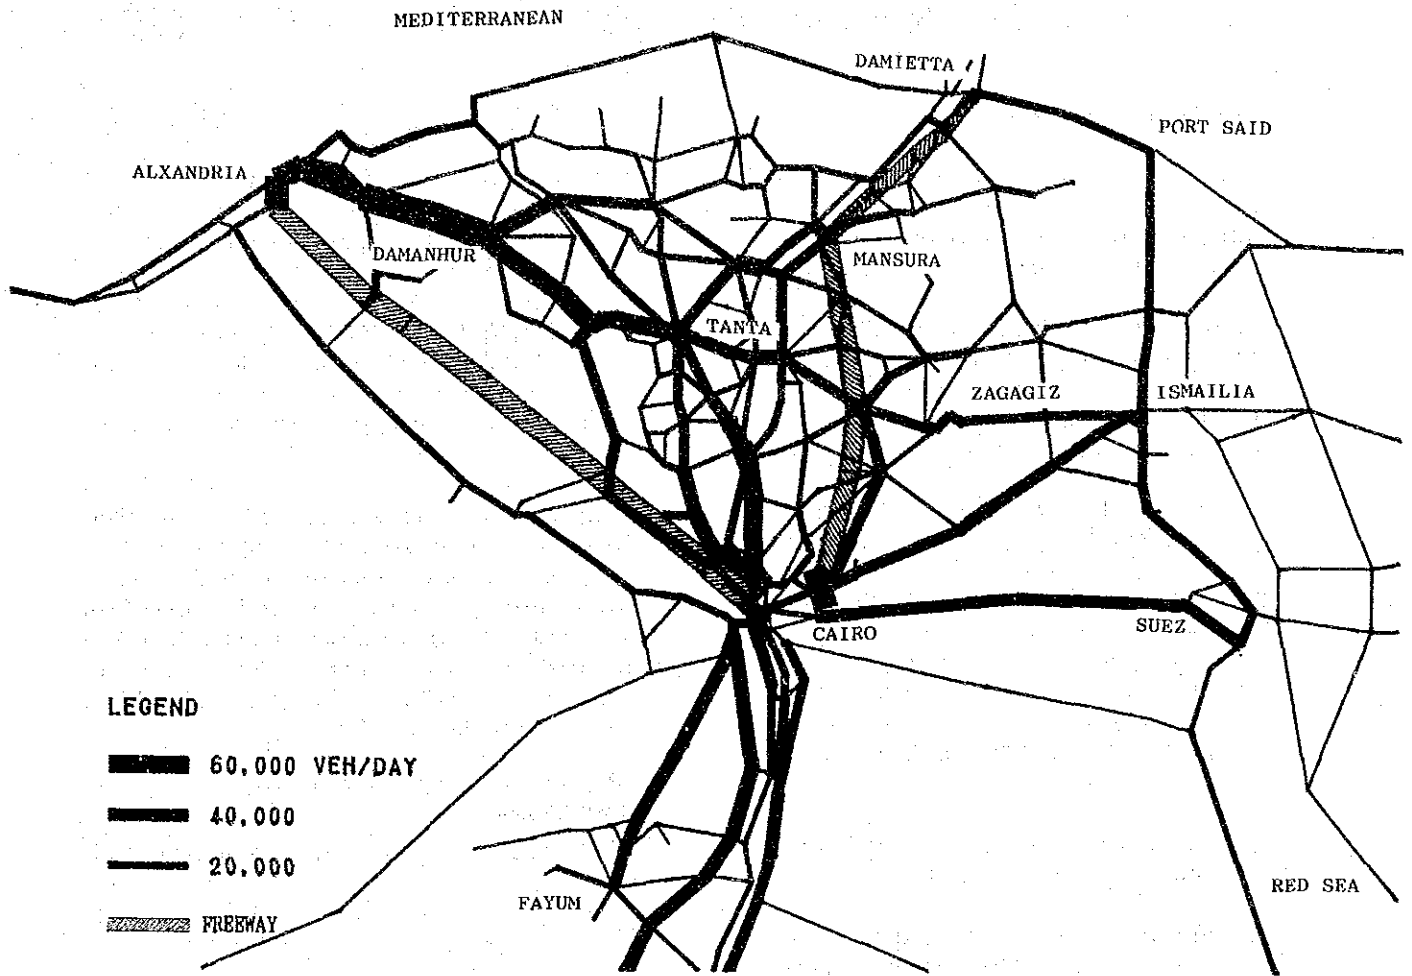 MEDITERRANEAN
DAMIETTA
PORT SAID
ALXANDRIA
DAMANHUR
MANSURA
TANTA
ZAGAGIZ
ISMAILIA
CAIRO
SUEZ
LEGEND
60,000 VEH/DAY
40,000
20,000
FREEWAY
FAYUM
RED SEA